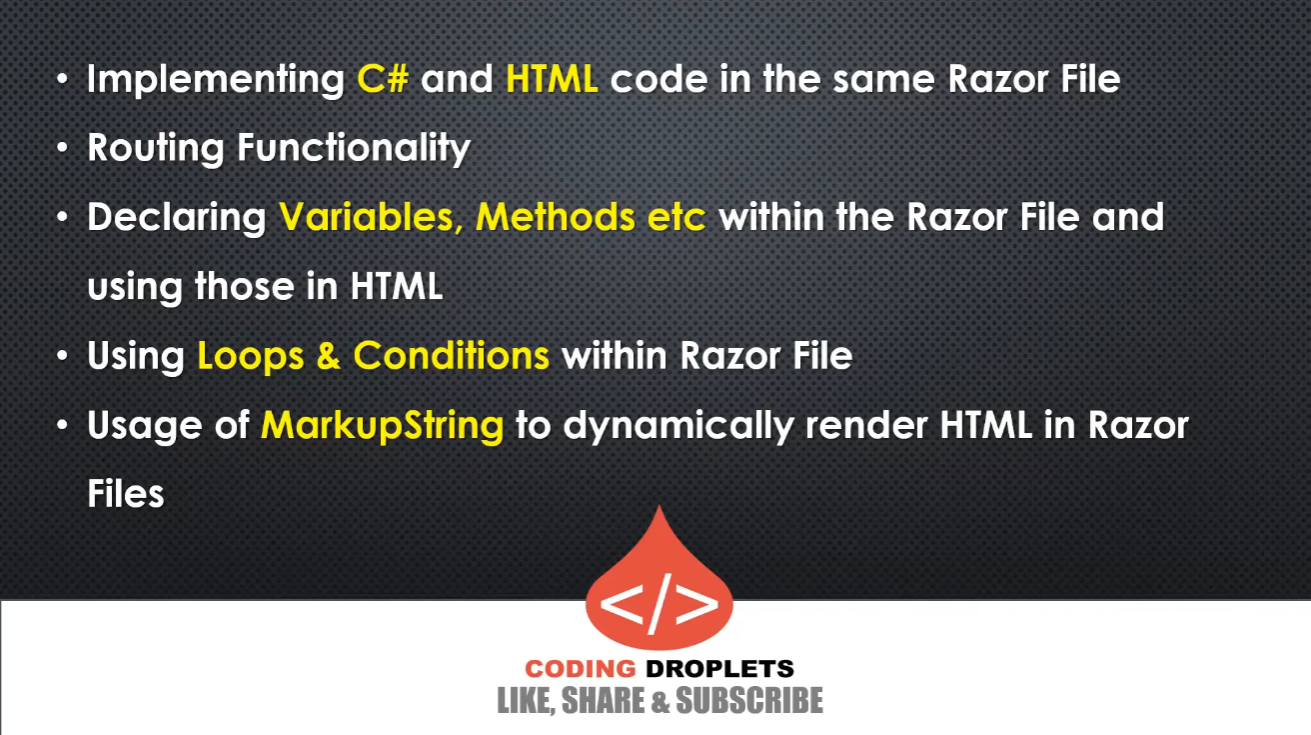 • Implementing C# and HTML code in the same Razor File
• Routing Functionality
• Declaring Variables, Methods etc within the Razor File and
using those in HTML
• Using Loops & Conditions within Razor File
• Usage of MarkupString to dynamically render HTML in Razor
Files
</>
CODING DROPLETS
LIKE, SHARE & SUBSCRIBE